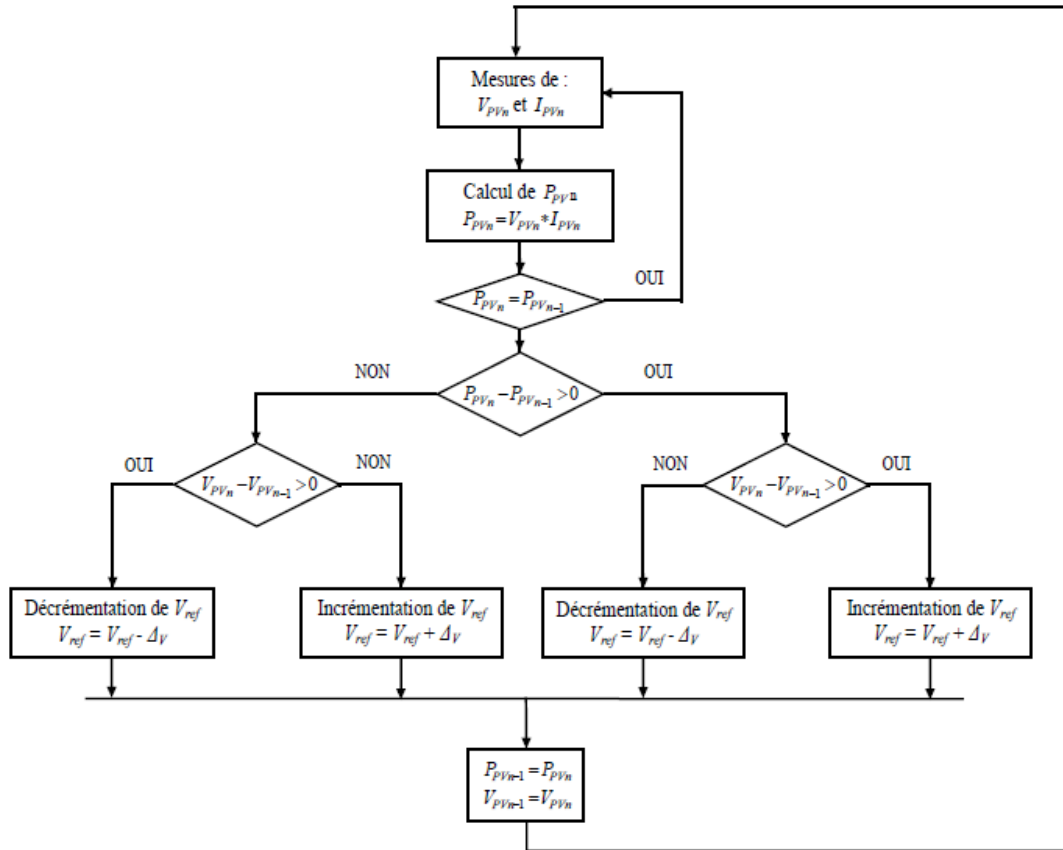 Mesures de :
V_PVn et I_PVn
Calcul de P_PVn
P_PVn = V_PVn * I_PVn
OUI
P_PVn = P_PVn-1
NON
OUI
P_PVn – P_PVn–1 > 0
OUI
NON
NON
OUI
V_PVn – V_PVn–1 > 0
V_PVn – V_PVn–1 > 0
Décrémentation de V_ref
V_ref = V_ref - Δ_V
Incrémentation de V_ref
V_ref = V_ref + Δ_V
Décrémentation de V_ref
V_ref = V_ref - Δ_V
Incrémentation de V_ref
V_ref = V_ref + Δ_V
P_PVn–1 = P_PVn
V_PVn–1 = V_PVn